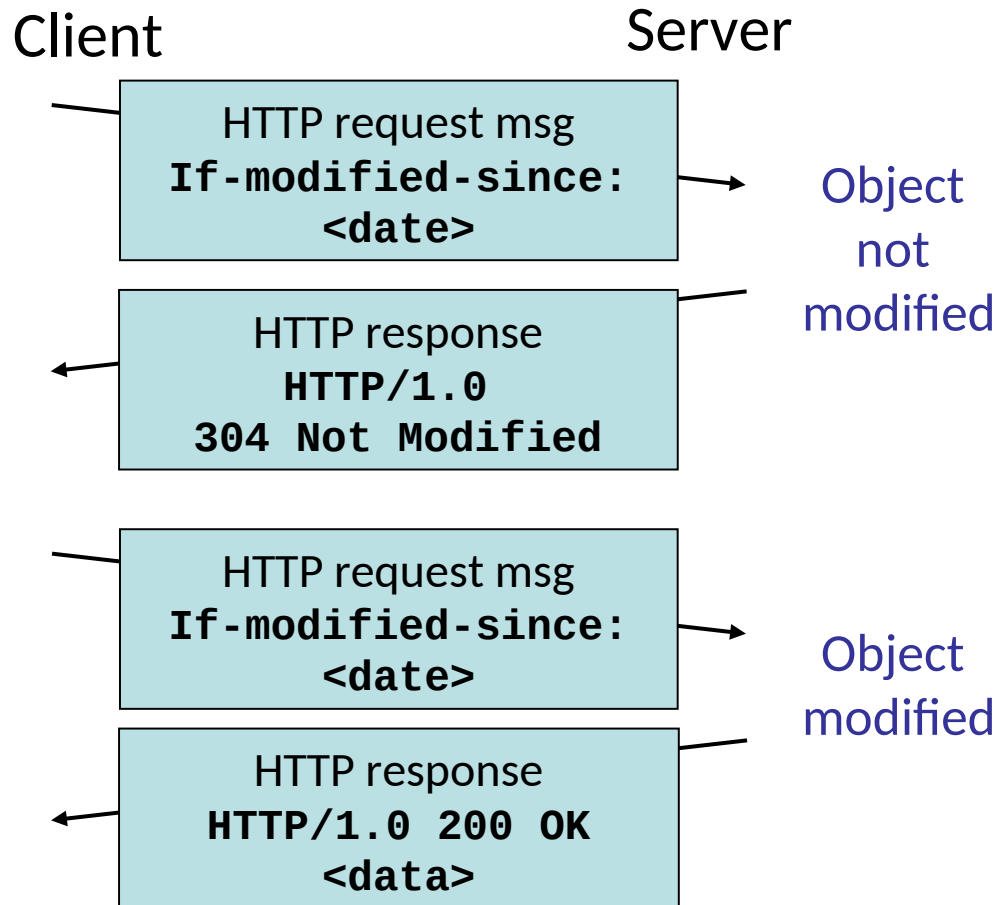 Client
Server
HTTP request msg
If-modified-since:
<date>
Object
not
modified
HTTP response
HTTP/1.0
304 Not Modified
HTTP request msg
If-modified-since:
<date>
Object
modified
HTTP response
HTTP/1.0 200 OK
<data>